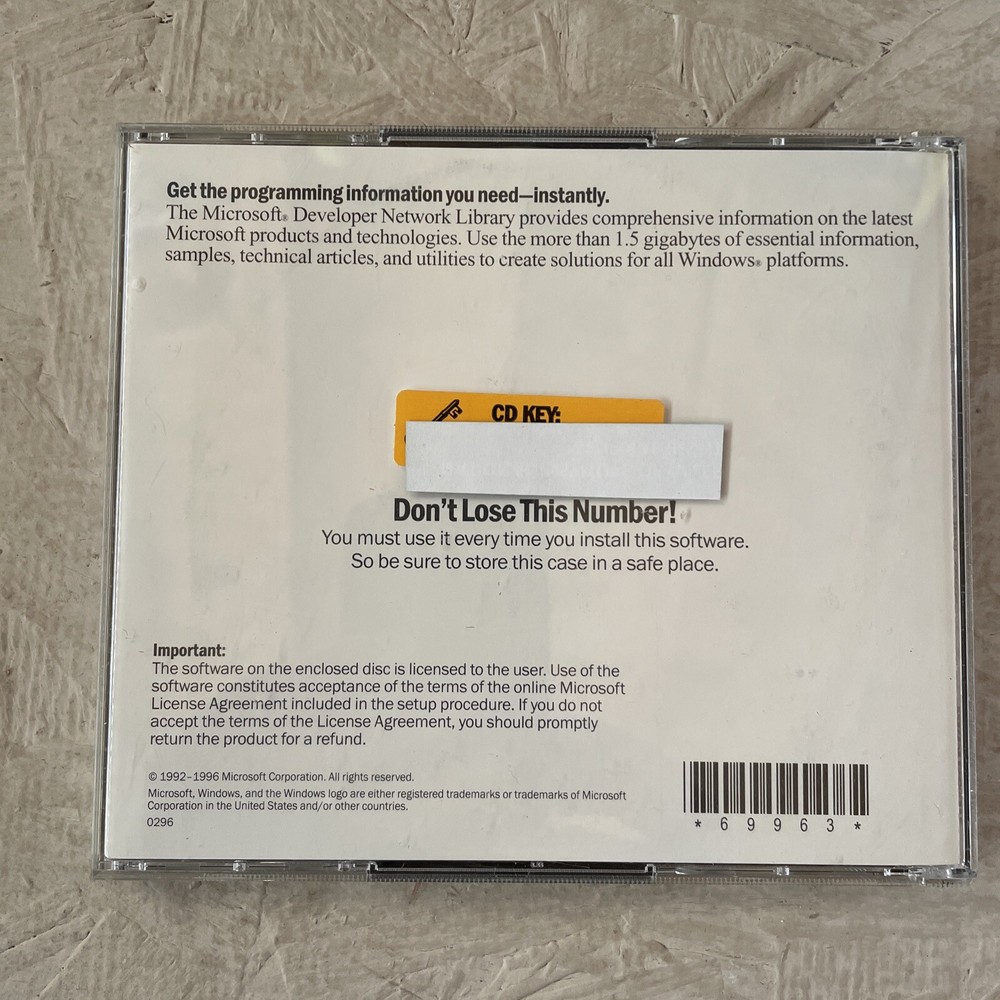 Get the programming information you need—instantly.
The Microsoft® Developer Network Library provides comprehensive information on the latest
Microsoft products and technologies. Use the more than 1.5 gigabytes of essential information,
samples, technical articles, and utilities to create solutions for all Windows® platforms.
CD KEY:
Don't Lose This Number!
You must use it every time you install this software.
So be sure to store this case in a safe place.
Important:
The software on the enclosed disc is licensed to the user. Use of the
software constitutes acceptance of the terms of the online Microsoft
License Agreement included in the setup procedure. If you do not
accept the terms of the License Agreement, you should promptly
return the product for a refund.
© 1992–1996 Microsoft Corporation. All rights reserved.
Microsoft, Windows, and the Windows logo are either registered trademarks or trademarks of Microsoft
Corporation in the United States and/or other countries.
0296
* 6 9 9 6 3 *